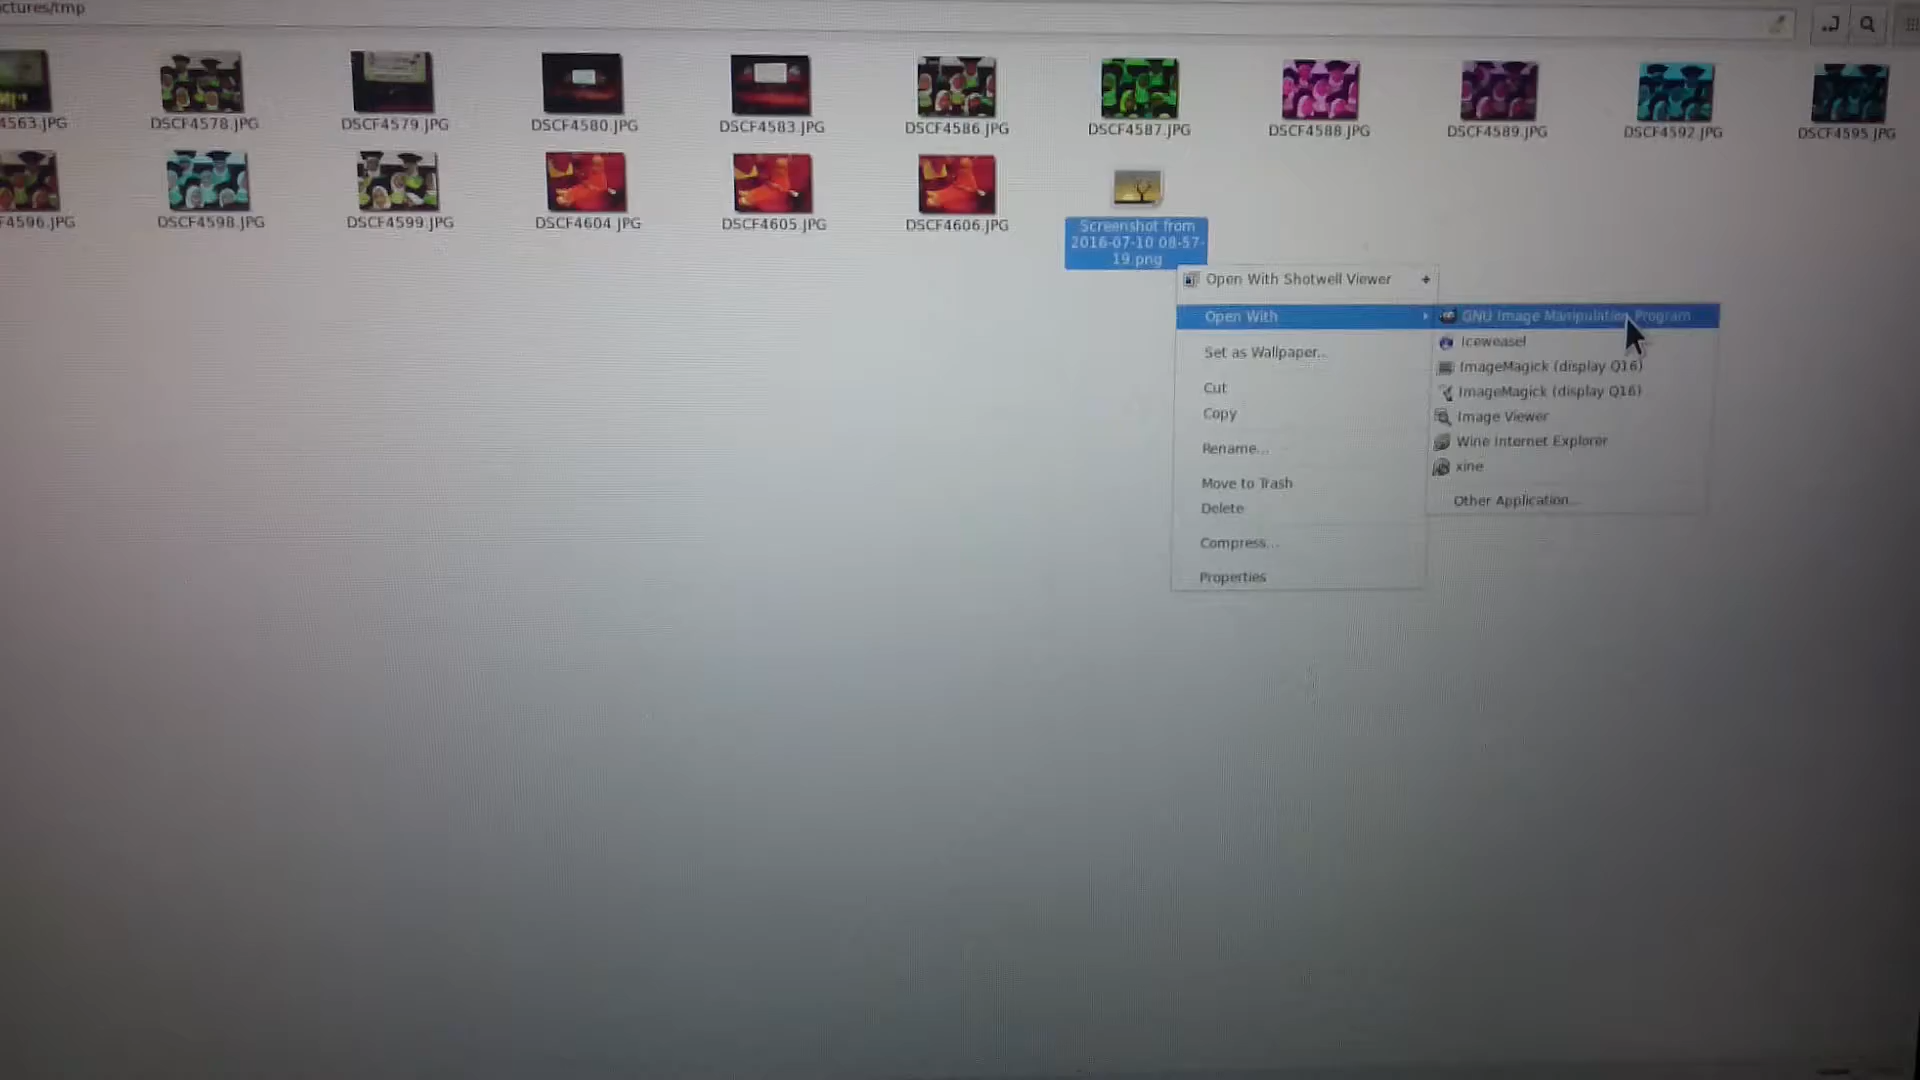 ctures/tmp
4563.JPG
DSCF4578.JPG
DSCF4579.JPG
DSCF4580.JPG
DSCF4583.JPG
DSCF4586.JPG
DSCF4587.JPG
DSCF4588.JPG
DSCF4589.JPG
DSCF4592.JPG
DSCF4595.JPG
F4596.JPG
DSCF4598.JPG
DSCF4599.JPG
DSCF4604.JPG
DSCF4605.JPG
DSCF4606.JPG
Screenshot from
2016-07-10 08-57-
19.png
Open With Shotwell Viewer
Open With
Set as Wallpaper...
Cut
Copy
Rename...
Move to Trash
Delete
Compress...
Properties
GNU Image Manipulation Program
Iceweasel
ImageMagick (display Q16)
ImageMagick (display Q16)
Image Viewer
Wine Internet Explorer
xine
Other Application...